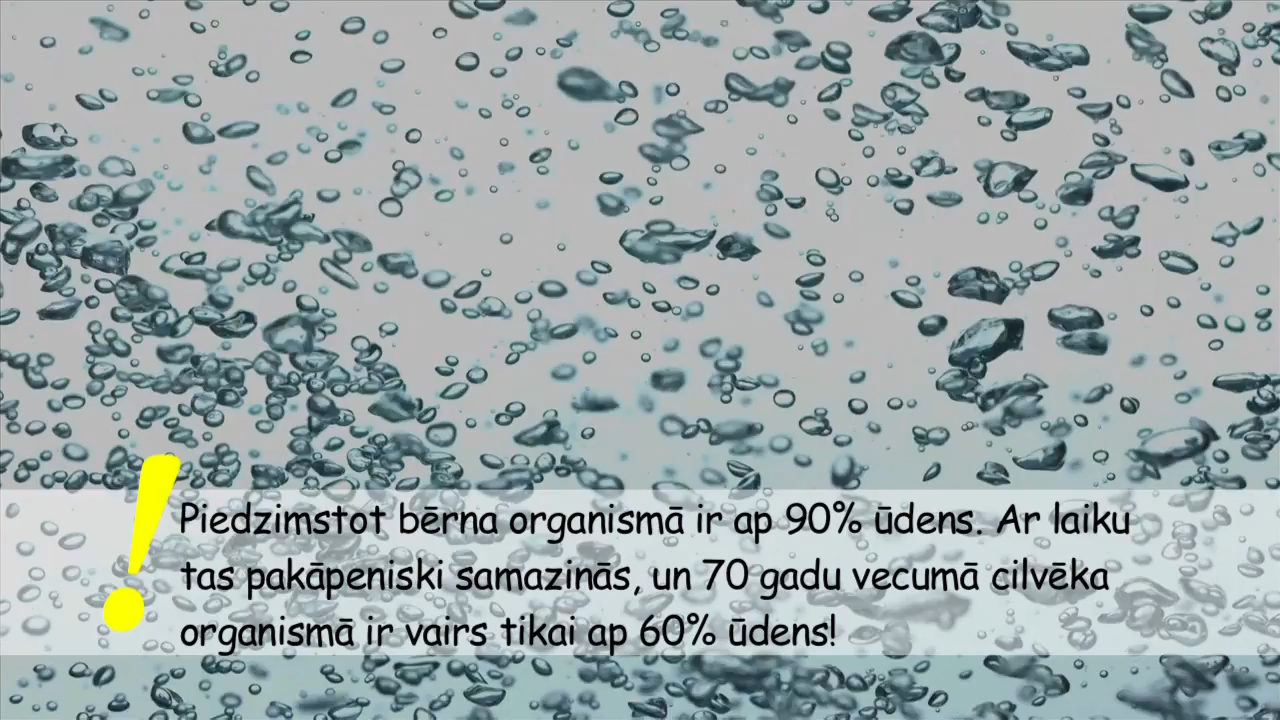 Piedzimstot bērna organismā ir ap 90% ūdens. Ar laiku
tas pakāpeniski samazinās, un 70 gadu vecumā cilvēka
organismā ir vairs tikai ap 60% ūdens!